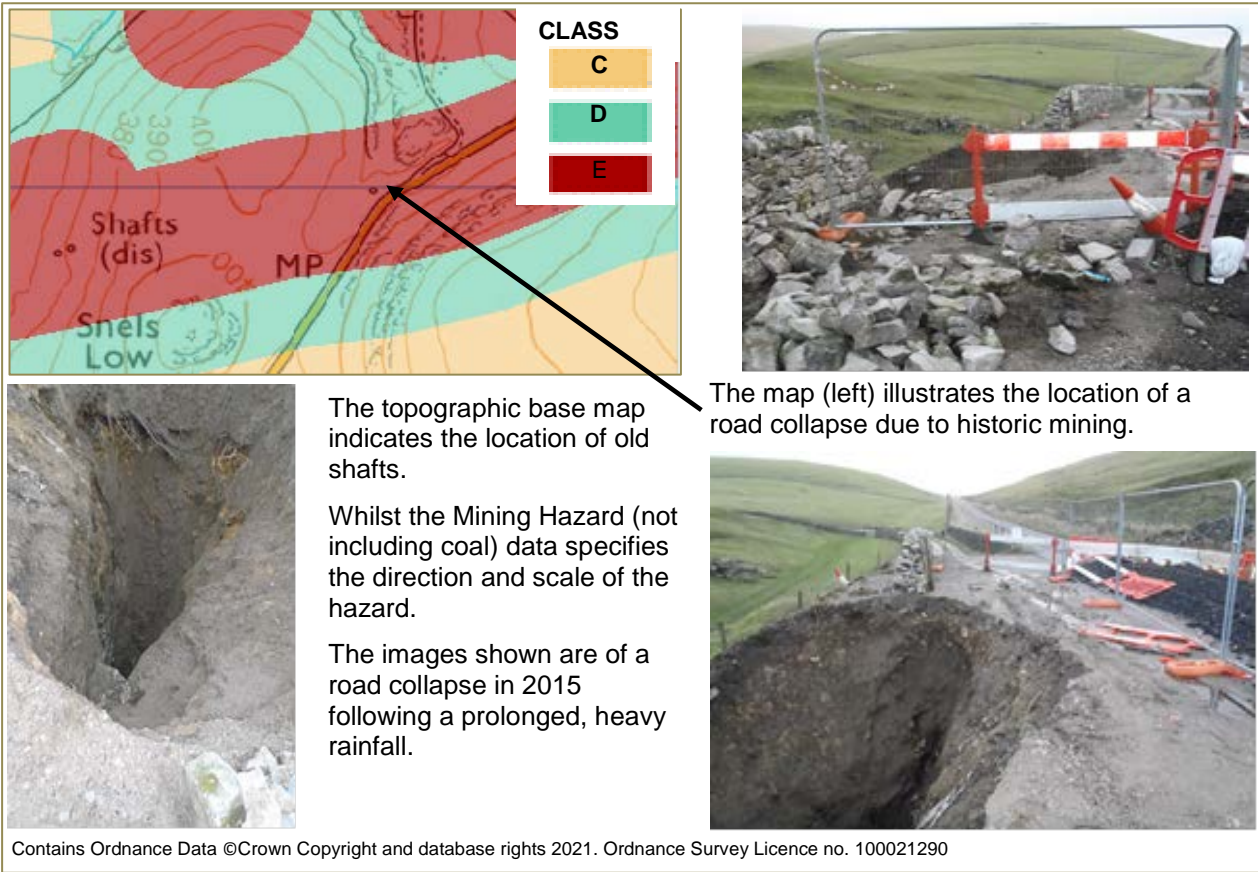 CLASS
C
D
E
400
390
380
Shafts
(dis)
400
MP
Snels
Low
The map (left) illustrates the location of a
road collapse due to historic mining.
The topographic base map
indicates the location of old
shafts.
Whilst the Mining Hazard (not
including coal) data specifies
the direction and scale of the
hazard.
The images shown are of a
road collapse in 2015
following a prolonged, heavy
rainfall.
Contains Ordnance Data ©Crown Copyright and database rights 2021. Ordnance Survey Licence no. 100021290